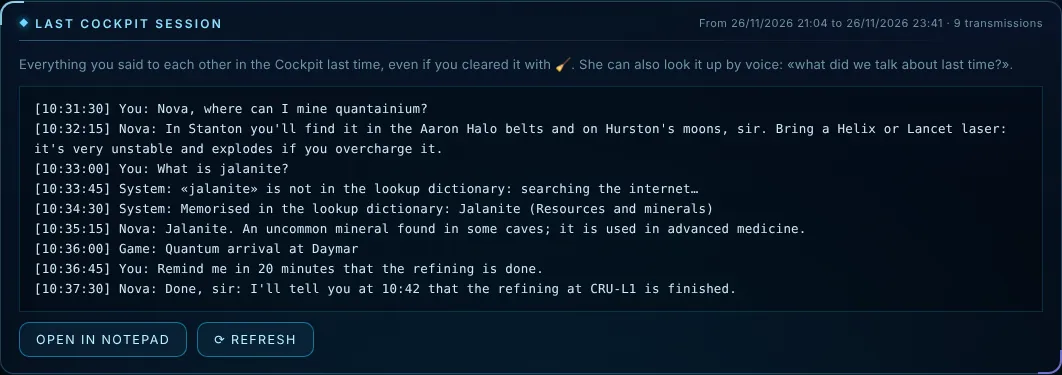 LAST COCKPIT SESSION
From 26/11/2026 21:04 to 26/11/2026 23:41 · 9 transmissions
Everything you said to each other in the Cockpit last time, even if you cleared it with 🧹. She can also look it up by voice: «what did we talk about last time?».
[10:31:30] You: Nova, where can I mine quantainium?
[10:32:15] Nova: In Stanton you'll find it in the Aaron Halo belts and on Hurston's moons, sir. Bring a Helix or Lancet laser:
it's very unstable and explodes if you overcharge it.
[10:33:00] You: What is jalanite?
[10:33:45] System: «jalanite» is not in the lookup dictionary: searching the internet…
[10:34:30] System: Memorised in the lookup dictionary: Jalanite (Resources and minerals)
[10:35:15] Nova: Jalanite. An uncommon mineral found in some caves; it is used in advanced medicine.
[10:36:00] Game: Quantum arrival at Daymar
[10:36:45] You: Remind me in 20 minutes that the refining is done.
[10:37:30] Nova: Done, sir: I'll tell you at 10:42 that the refining at CRU-L1 is finished.
OPEN IN NOTEPAD
⟳ REFRESH